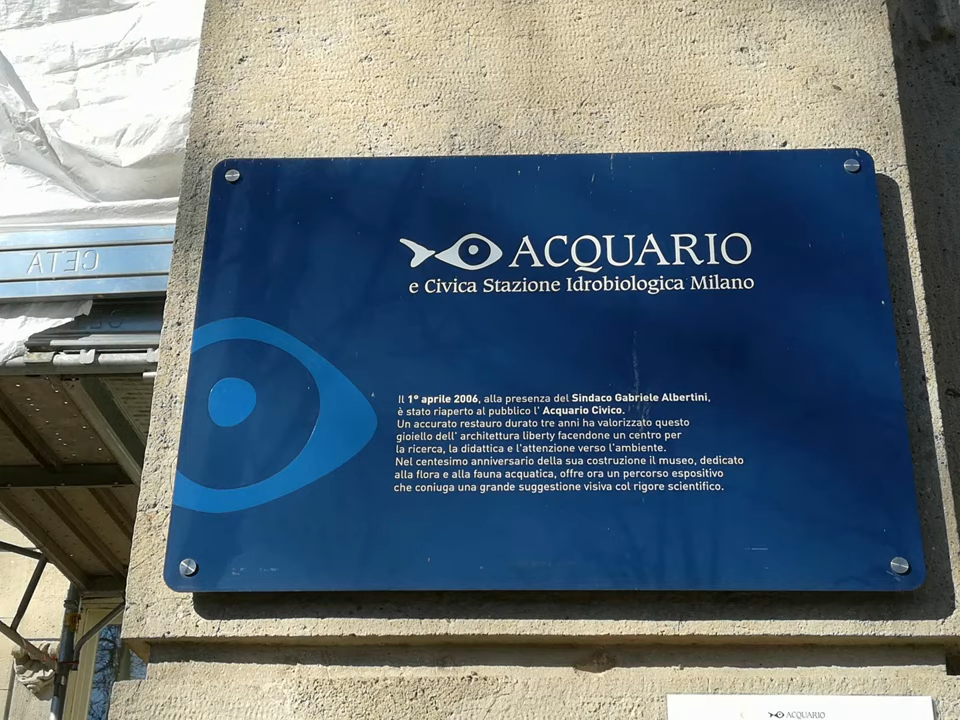 ACQUARIO
e Civica Stazione Idrobiologica Milano
CETA
Il 1° aprile 2006, alla presenza del Sindaco Gabriele Albertini,
è stato riaperto al pubblico l' Acquario Civico.
Un accurato restauro durato tre anni ha valorizzato questo
gioiello dell' architettura liberty facendone un centro per
la ricerca, la didattica e l'attenzione verso l'ambiente.
Nel centesimo anniversario della sua costruzione il museo, dedicato
alla flora e alla fauna acquatica, offre ora un percorso espositivo
che coniuga una grande suggestione visiva col rigore scientifico.
ACQUARIO